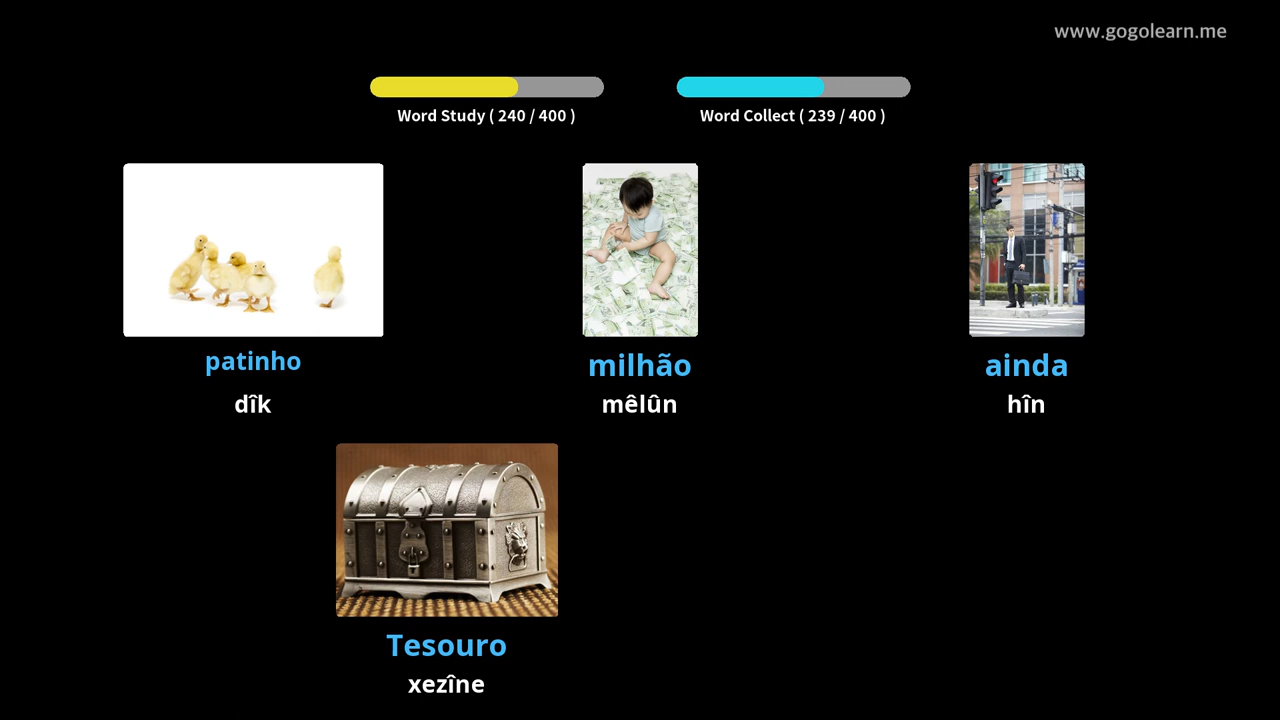 www.gogolearn.me
Word Study ( 240 / 400 )
Word Collect ( 239 / 400 )
patinho
dîk
milhão
mêlûn
ainda
hîn
Tesouro
xezîne